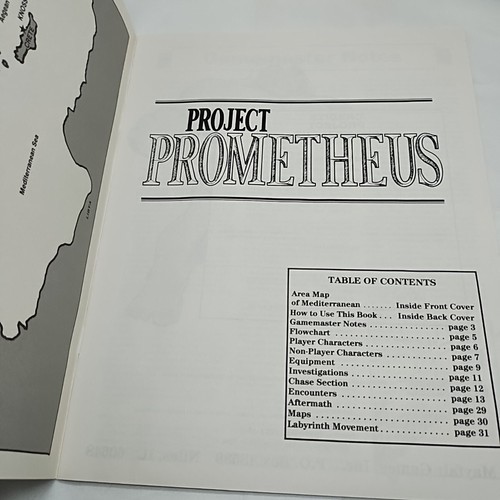 Aegean
KNOSSOS
CRETE
Mediterranean Sea
LIBYA
PROJECT
PROMETHEUS
TABLE OF CONTENTS
Area Map
of Mediterranean ....... Inside Front Cover
How to Use This Book ... Inside Back Cover
Gamemaster Notes .................. page 3
Flowchart .......................... page 5
Player Characters .................. page 6
Non-Player Characters .............. page 7
Equipment .......................... page 9
Investigations ..................... page 11
Chase Section ...................... page 12
Encounters ......................... page 13
Aftermath .......................... page 29
Maps ............................... page 30
Labyrinth Movement ................. page 31